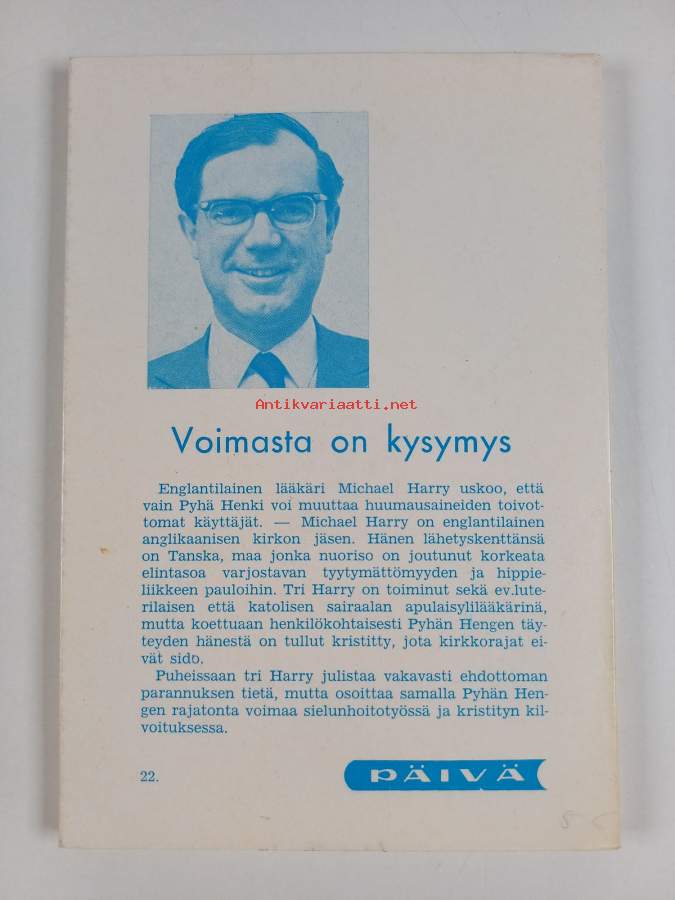 Antikvariaatti.net
Voimasta on kysymys
Englantilainen lääkäri Michael Harry uskoo, että
vain Pyhä Henki voi muuttaa huumausaineiden toivot-
tomat käyttäjät. — Michael Harry on englantilainen
anglikaanisen kirkon jäsen. Hänen lähetyskenttänsä
on Tanska, maa jonka nuoriso on joutunut korkeata
elintasoa varjostavan tyytymättömyyden ja hippie-
liikkeen pauloihin. Tri Harry on toiminut sekä ev.lute-
rilaisen että katolisen sairaalan apulaisylilääkärinä,
mutta koettuaan henkilökohtaisesti Pyhän Hengen täy-
teyden hänestä on tullut kristitty, jota kirkkorajat ei-
vät sido.
Puheissaan tri Harry julistaa vakavasti ehdottoman
parannuksen tietä, mutta osoittaa samalla Pyhän Hen-
gen rajatonta voimaa sielunhoitotyössä ja kristityn kil-
voituksessa.
22.
PÄIVÄ